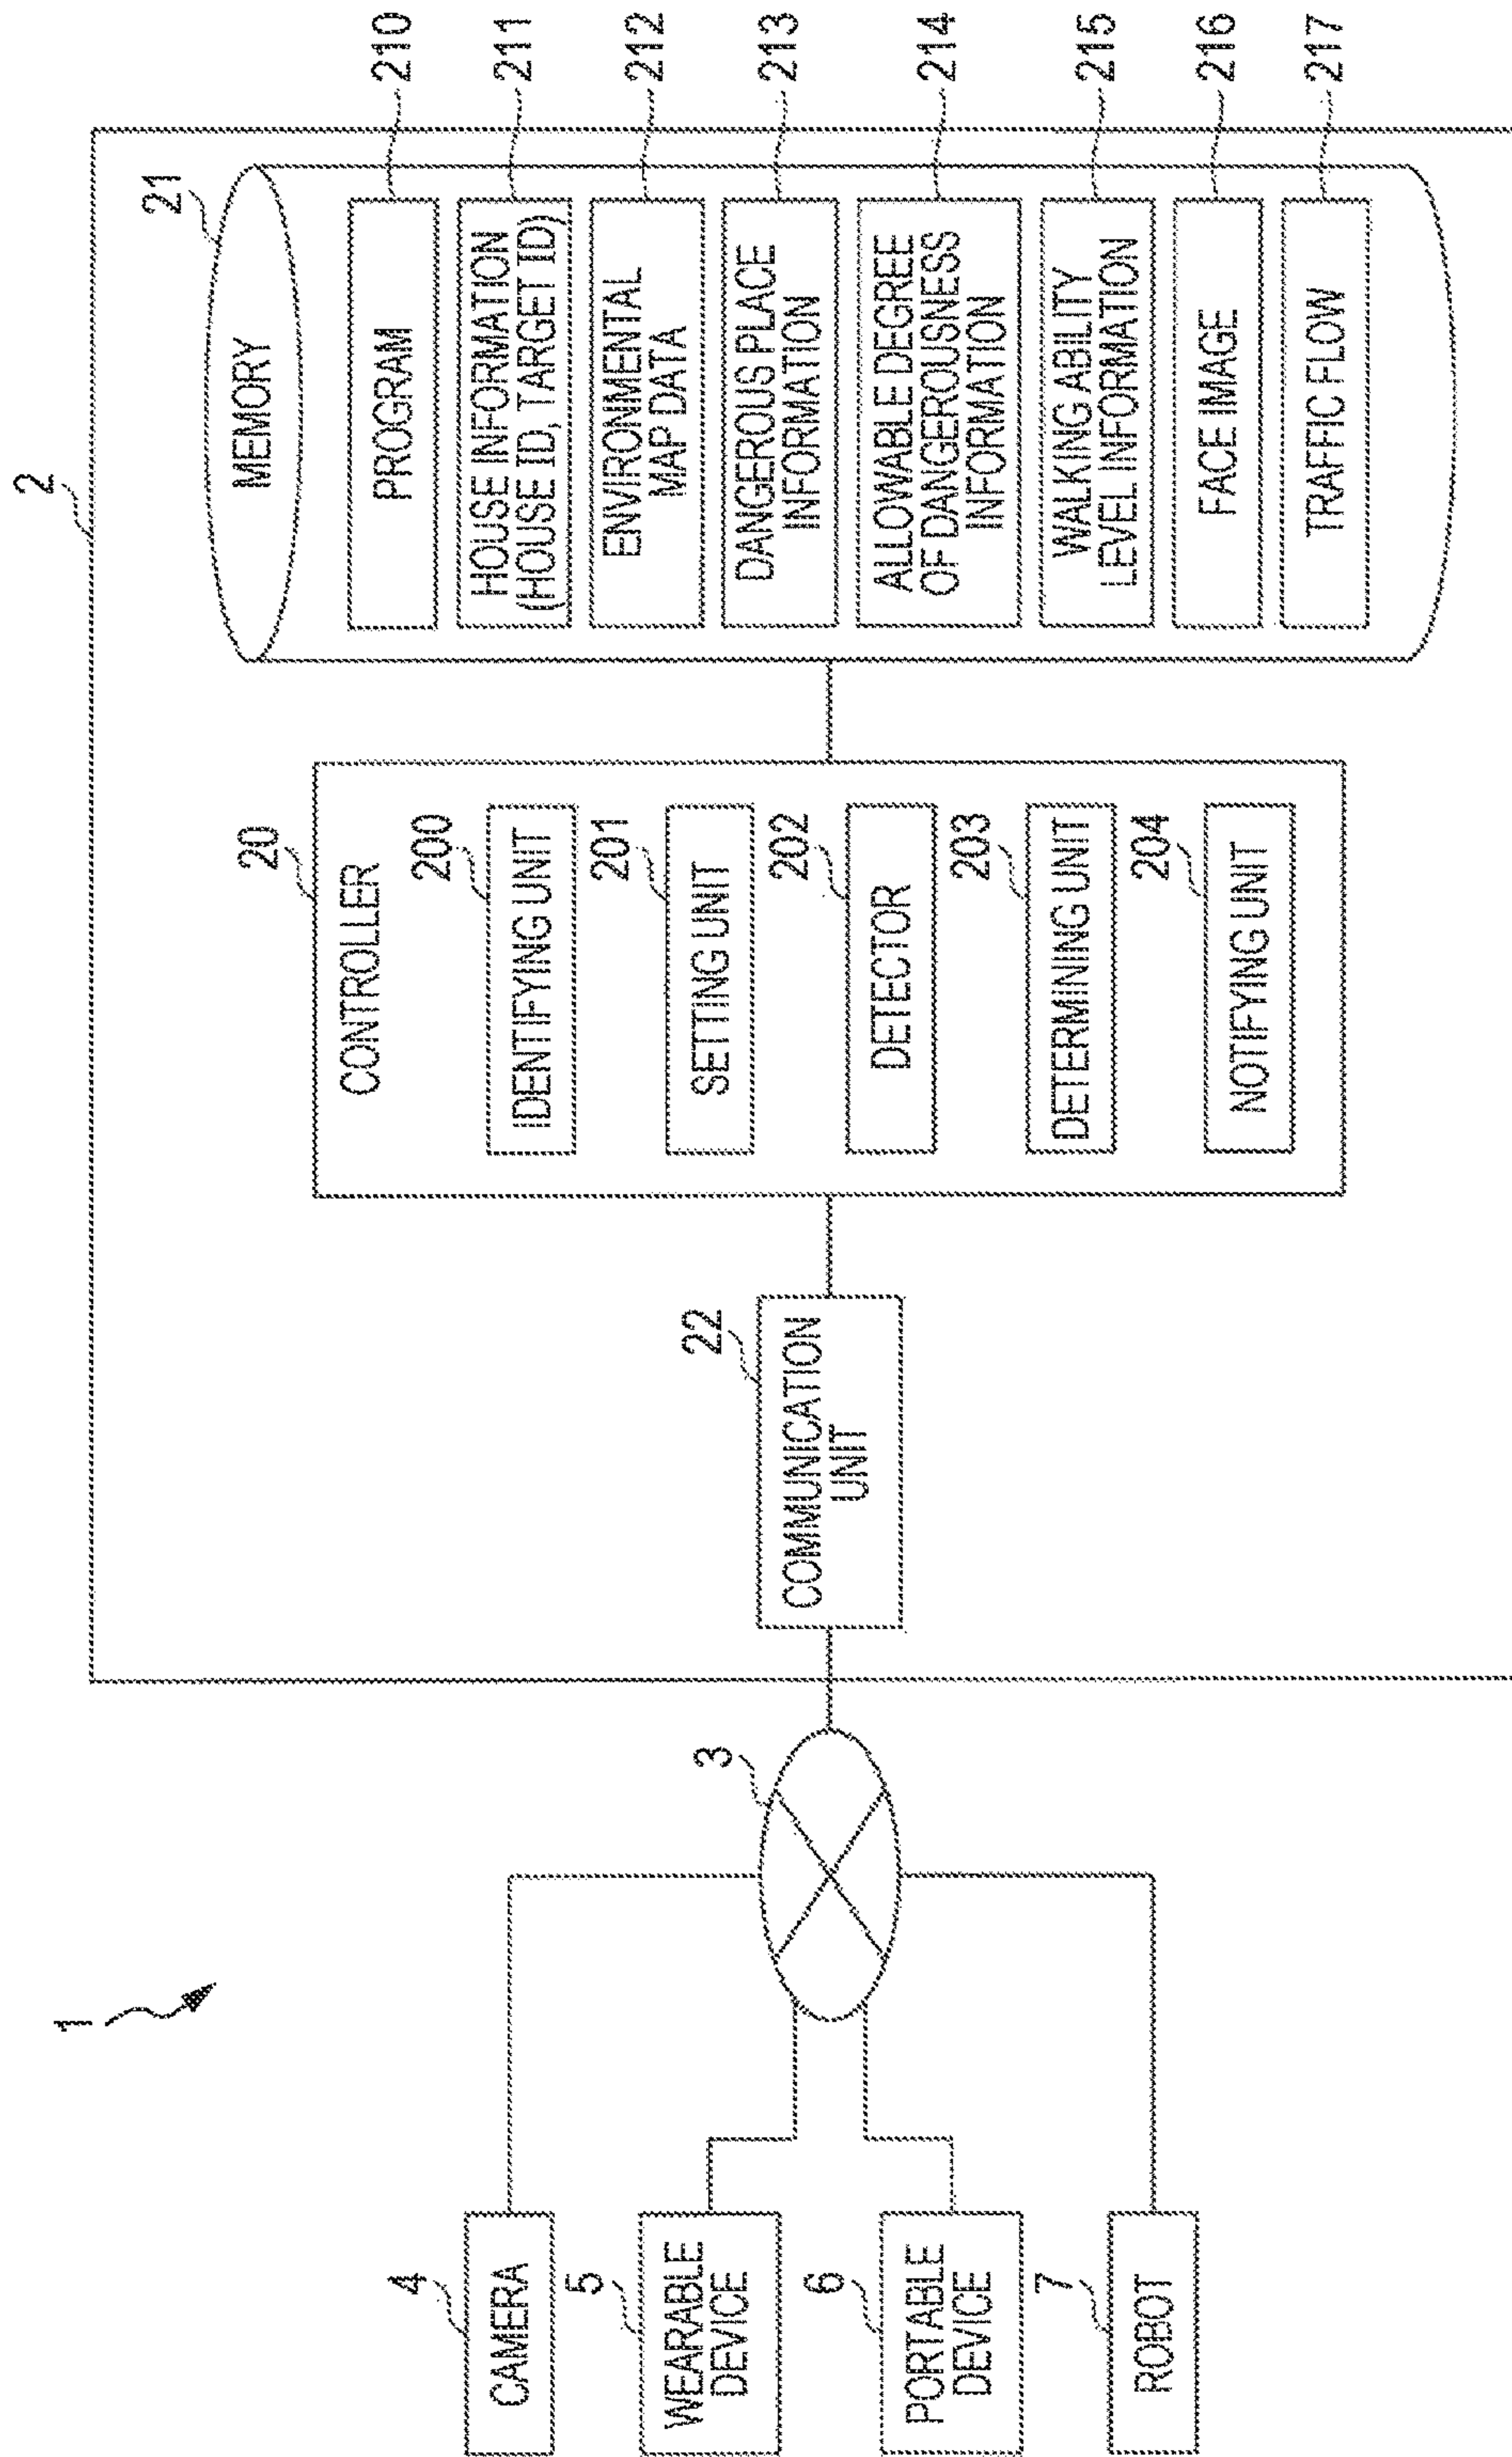 1
2
CAMERA
4
WEARABLE
DEVICE
5
PORTABLE
DEVICE
6
ROBOT
7
3
COMMUNICATION
UNIT
22
CONTROLLER
20
IDENTIFYING UNIT
200
SETTING UNIT
201
DETECTOR
202
DETERMINING UNIT
203
NOTIFYING UNIT
204
MEMORY
21
PROGRAM
210
HOUSE INFORMATION
(HOUSE ID, TARGET ID)
211
ENVIRONMENTAL
MAP DATA
212
DANGEROUS PLACE
INFORMATION
213
ALLOWABLE DEGREE
OF DANGEROUSNESS
INFORMATION
214
WALKING ABILITY
LEVEL INFORMATION
215
FACE IMAGE
216
TRAFFIC FLOW
217